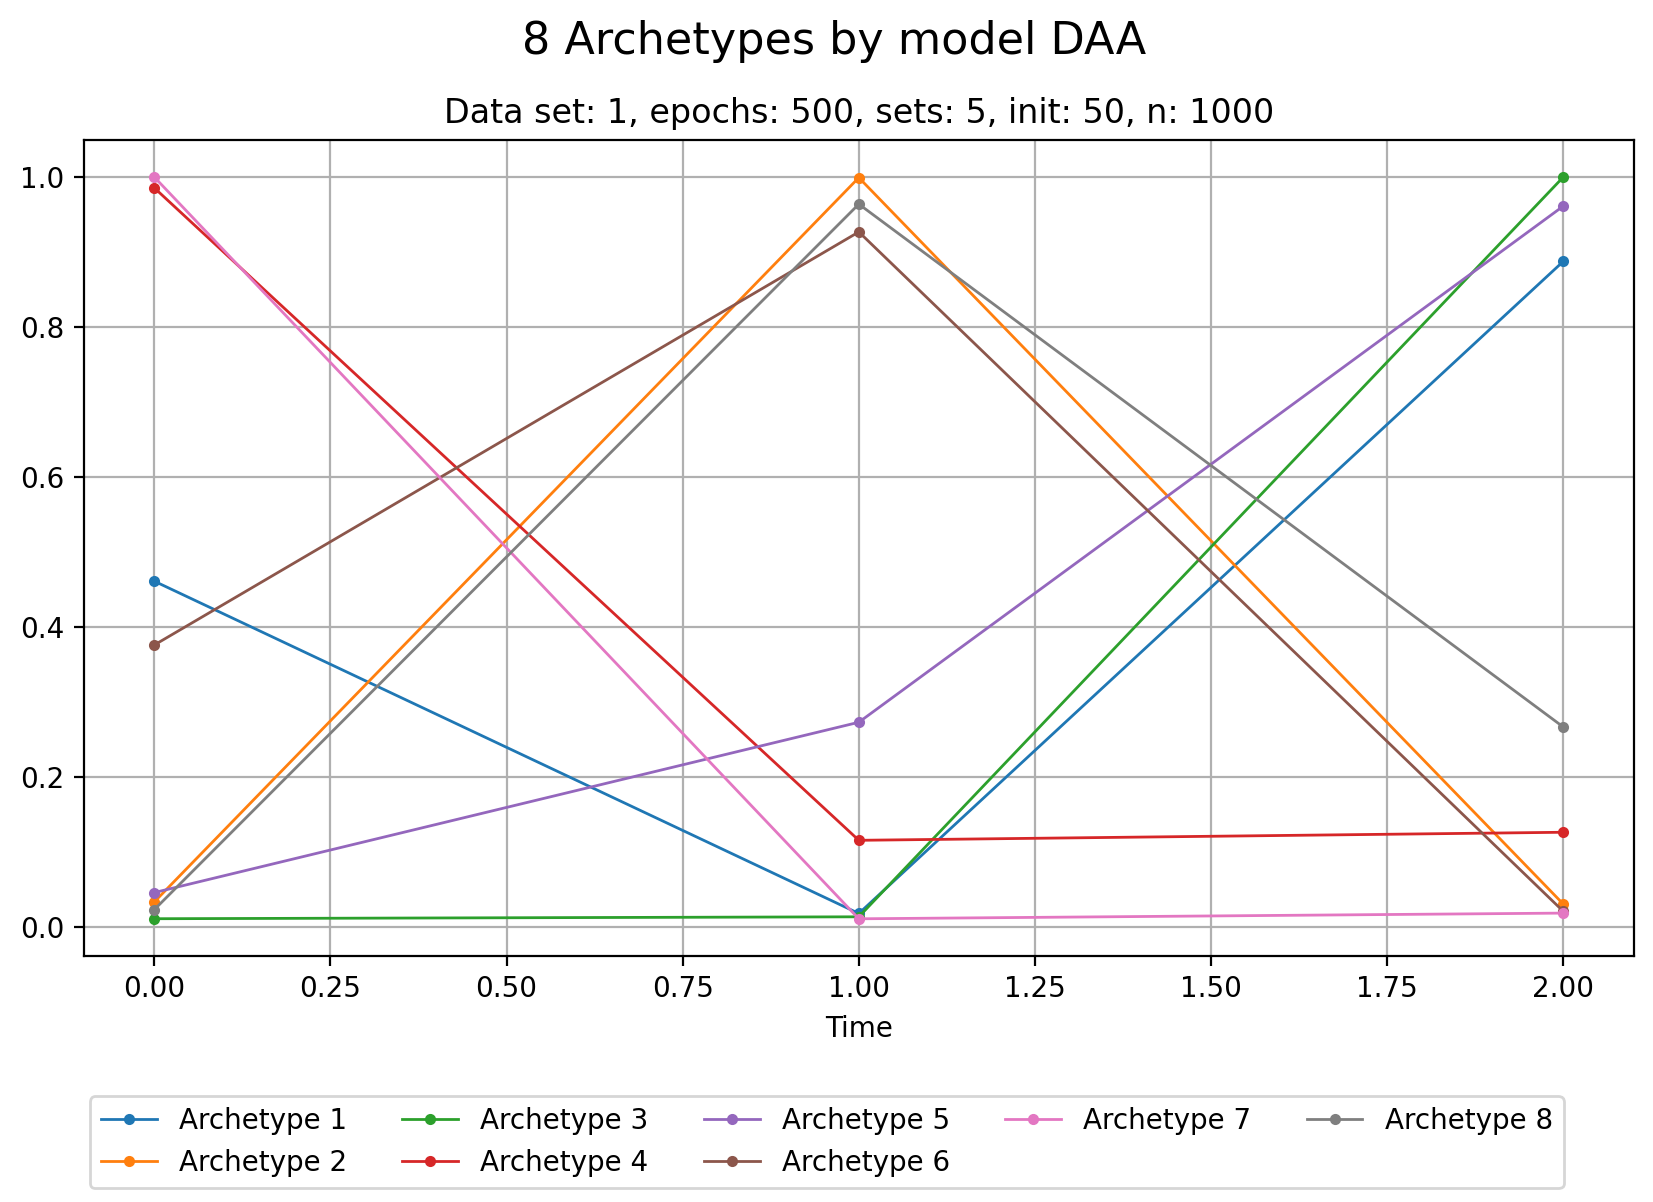 8 Archetypes by model DAA
Data set: 1, epochs: 500, sets: 5, init: 50, n: 1000
1.0
0.8
0.6
0.4
0.2
0.0
0.00 0.25 0.50 0.75 1.00 1.25 1.50 1.75 2.00
Time
Archetype 1 Archetype 3 Archetype 5 Archetype 7 Archetype 8
Archetype 2 Archetype 4 Archetype 6